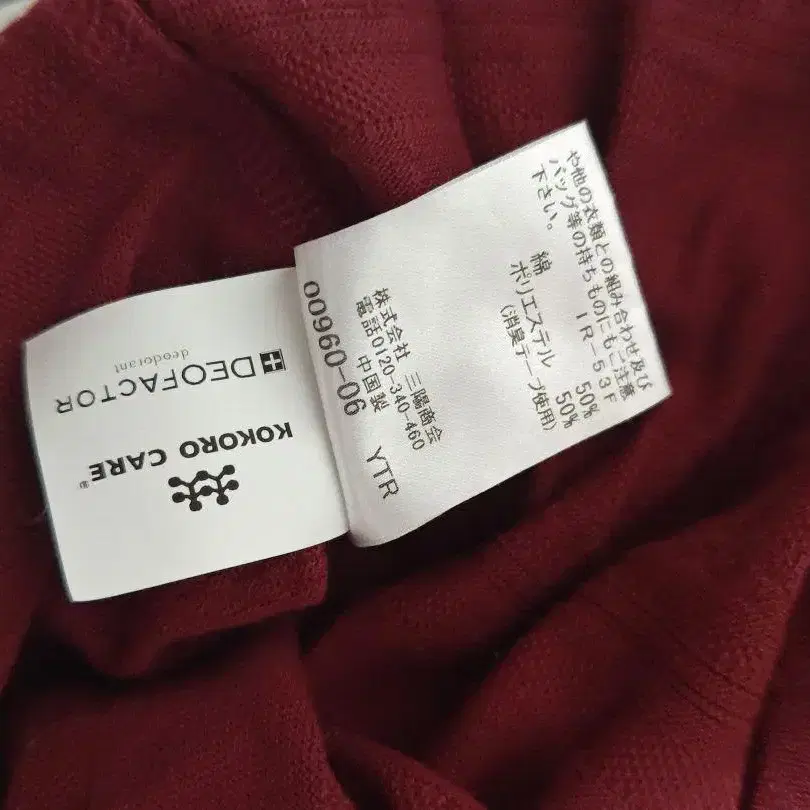 や他の衣類との組み合わせ及び
バッグ等の持ちものにもご注意
下さい。
IR-53F
綿 50%
ポリエステル 50%
(消臭テープ使用)
株式会社 三陽商会
電話0120-340-460
中国製
00960-06 YTR
KOKORO CARE®
DEOFACTOR
deodorant